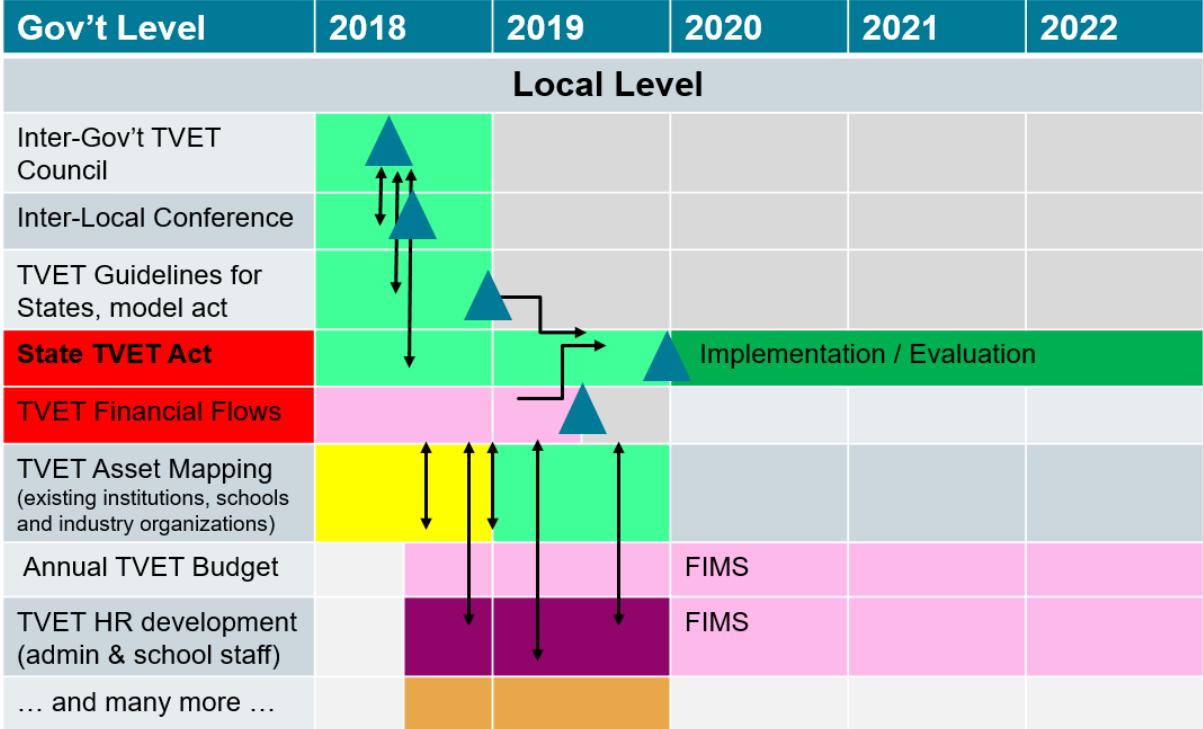 Gov't Level 2018 2019 2020 2021 2022
Local Level
Inter-Gov't TVET
Council
Inter-Local Conference
TVET Guidelines for
States, model act
State TVET Act
Implementation / Evaluation
TVET Financial Flows
TVET Asset Mapping
(existing institutions, schools
and industry organizations)
Annual TVET Budget
FIMS
TVET HR development
(admin & school staff)
FIMS
… and many more …